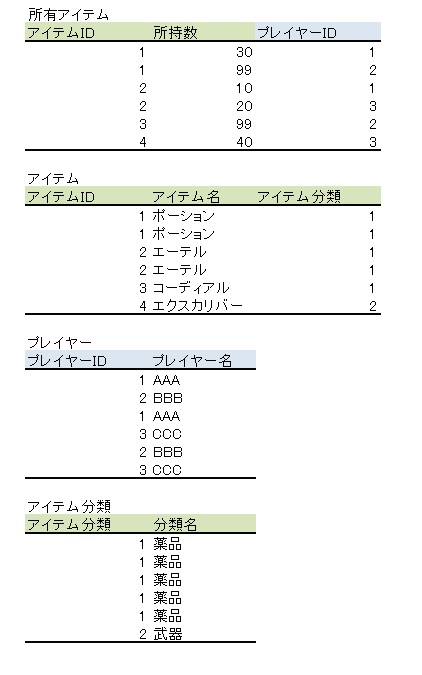 所有アイテム
アイテムID 所持数 プレイヤーID
1 30 1
1 99 2
2 10 1
2 20 3
3 99 2
4 40 3
アイテム
アイテムID アイテム名 アイテム分類
1 ポーション 1
1 ポーション 1
2 エーテル 1
2 エーテル 1
3 コーディアル 1
4 エクスカリバー 2
プレイヤー
プレイヤーID プレイヤー名
1 AAA
2 BBB
1 AAA
3 CCC
2 BBB
3 CCC
アイテム分類
アイテム分類 分類名
1 薬品
1 薬品
1 薬品
1 薬品
1 薬品
2 武器